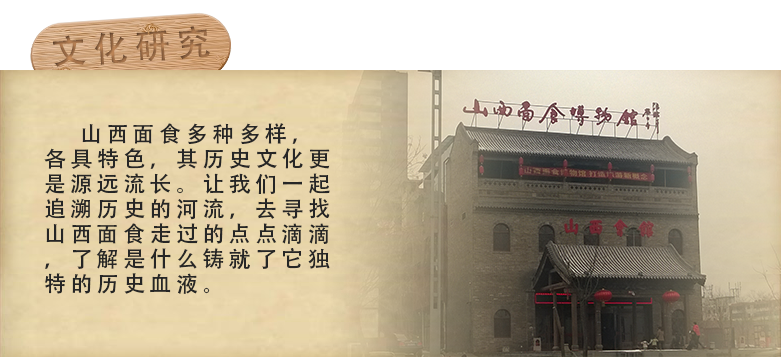 文化研究
山西面食多种多样，
各具特色，其历史文化更
是源远流长。让我们一起
追溯历史的河流，去寻找
山西面食走过的点点滴滴
，了解是什么铸就了它独
特的历史血液。
山西面食博物馆
山西会馆